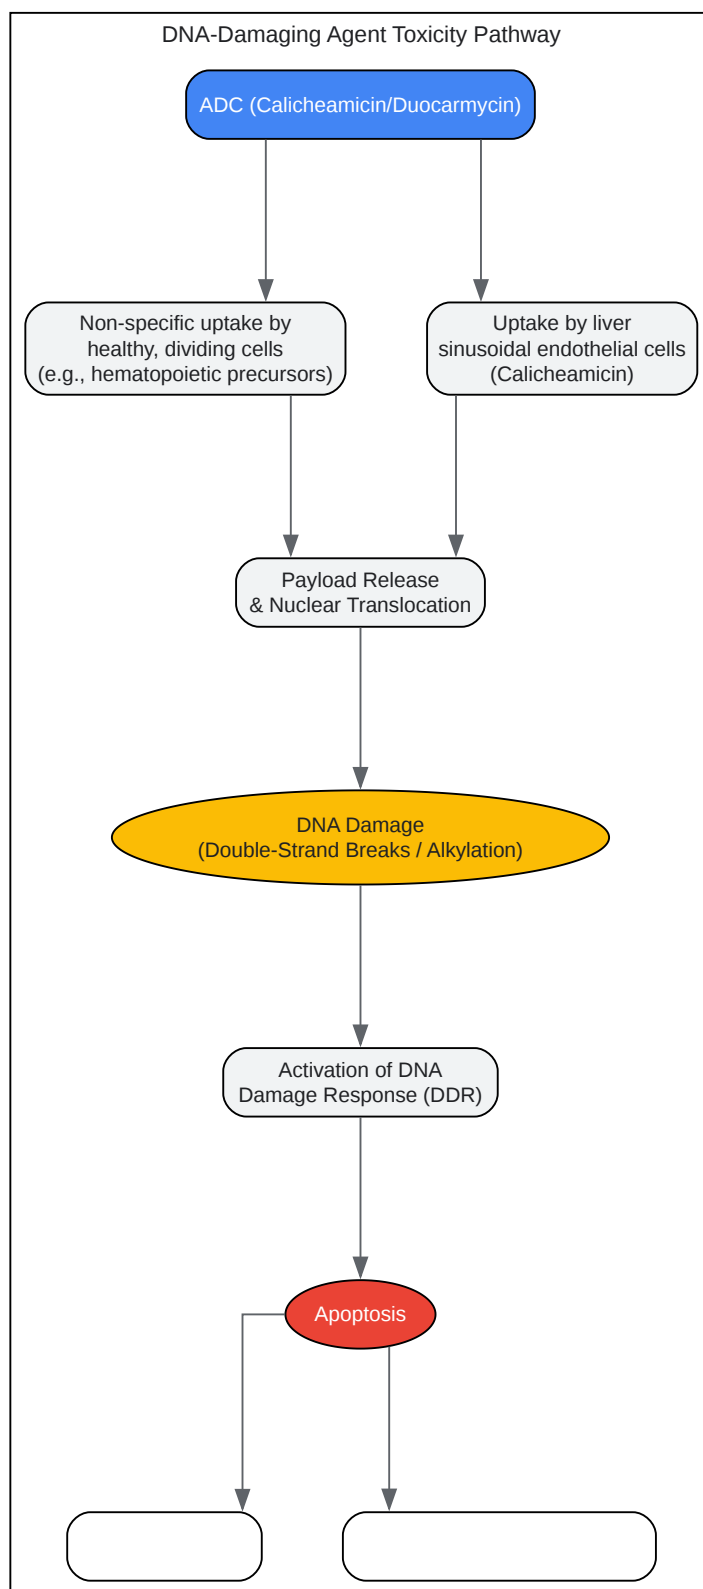 DNA-Damaging Agent Toxicity Pathway
ADC (Calicheamicin/Duocarmycin)
Non-specific uptake by
healthy, dividing cells
(e.g., hematopoietic precursors)
Uptake by liver
sinusoidal endothelial cells
(Calicheamicin)
Payload Release
& Nuclear Translocation
DNA Damage
(Double-Strand Breaks / Alkylation)
Activation of DNA
Damage Response (DDR)
Apoptosis